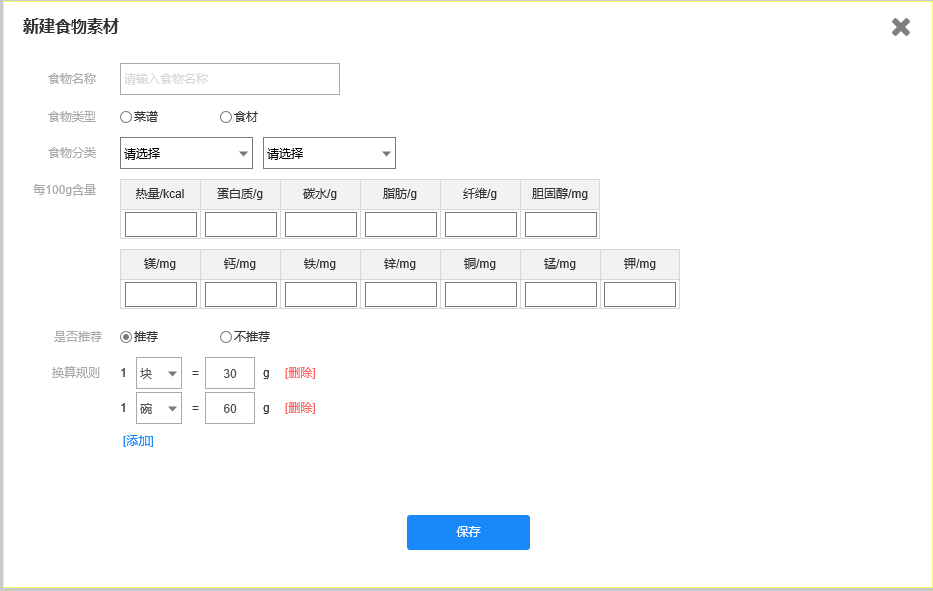 新建食物素材
食物名称 请输入食物名称
食物类型 菜谱 食材
食物分类 请选择 请选择
每100g含量 热量/kcal 蛋白质/g 碳水/g 脂肪/g 纤维/g 胆固醇/mg
镁/mg 钙/mg 铁/mg 锌/mg 铜/mg 锰/mg 钾/mg
是否推荐 推荐 不推荐
换算规则 1 块 = 30 g [删除]
1 碗 = 60 g [删除]
[添加]
保存